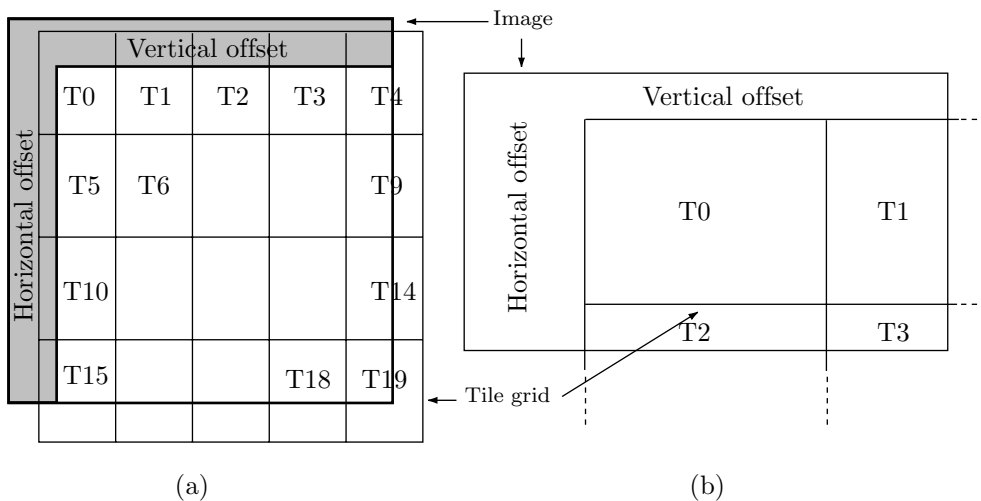 Image
Vertical offset
Horizontal offset
T0 T1 T2 T3 T4
T5 T6 T9
T10 T14
T15 T18 T19
Vertical offset
Horizontal offset
T0 T1
T2 T3
Tile grid
(a) (b)